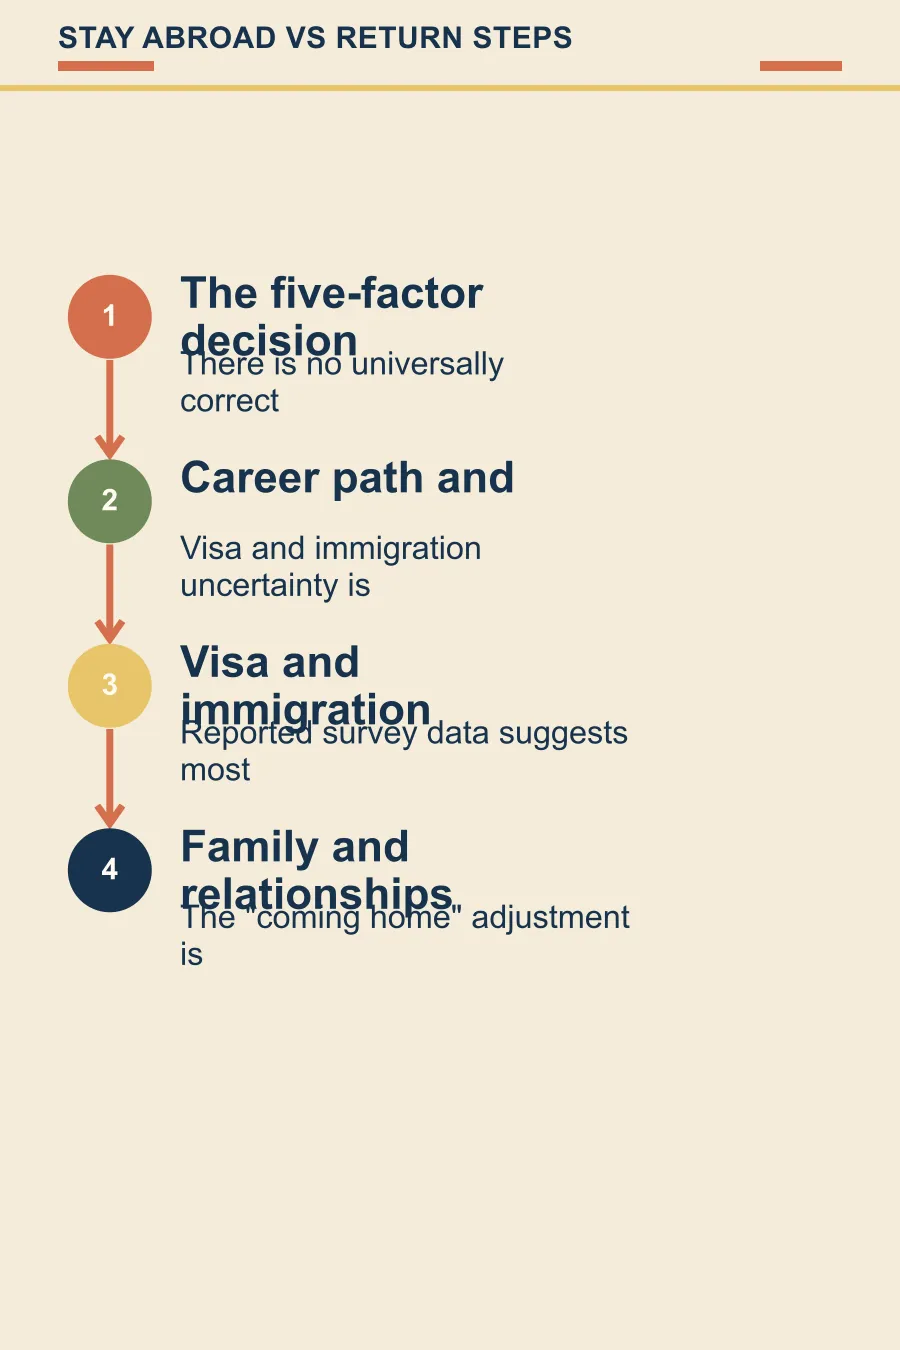 STAY ABROAD VS RETURN STEPS
1
The five-factor
decision
There is no universally
correct
2
Career path and
Visa and immigration
uncertainty is
3
Visa and
immigration
Reported survey data suggests
most
4
Family and
relationships
The "coming home" adjustment
is